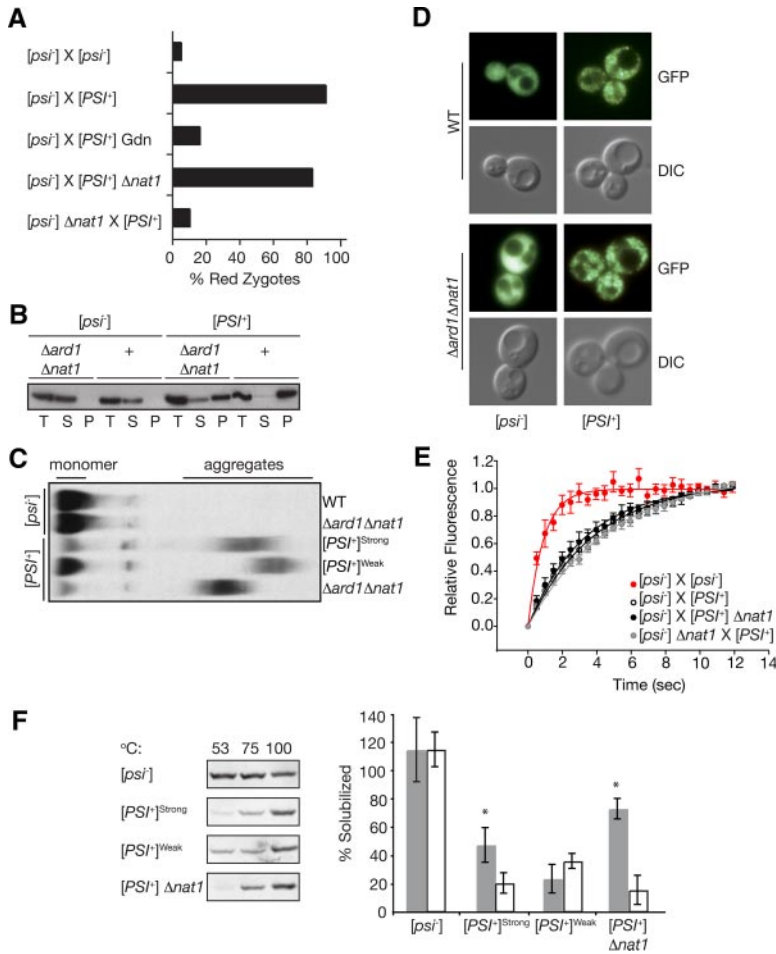 A
[psi-] X [psi-]
[psi-] X [PSI+]
[psi-] X [PSI+] Gdn
[psi-] X [PSI+] Δnat1
[psi-] Δnat1 X [PSI+]
0 20 40 60 80 100
% Red Zygotes
B
[psi-] [PSI+]
Δard1 + Δard1 +
Δnat1 Δnat1
T S P T S P T S P T S P
C
monomer aggregates
[psi-]
WT
Δard1Δnat1
[PSI+]
[PSI+]Strong
[PSI+]Weak
Δard1Δnat1
D
WT
GFP
DIC
Δard1Δnat1
GFP
DIC
[psi-] [PSI+]
E
Relative Fluorescence
1.2
1.0
0.8
0.6
0.4
0.2
0.0
[psi-] X [psi-]
[psi-] X [PSI+]
[psi-] X [PSI+] Δnat1
[psi-] Δnat1 X [PSI+]
0 2 4 6 8 10 12 14
Time (sec)
F
°C: 53 75 100
[psi-]
[PSI+]Strong
[PSI+]Weak
[PSI+] Δnat1
% Solubilized
140
120
100
80
60
40
20
0
* *
[psi-] [PSI+]Strong [PSI+]Weak [PSI+]
Δnat1